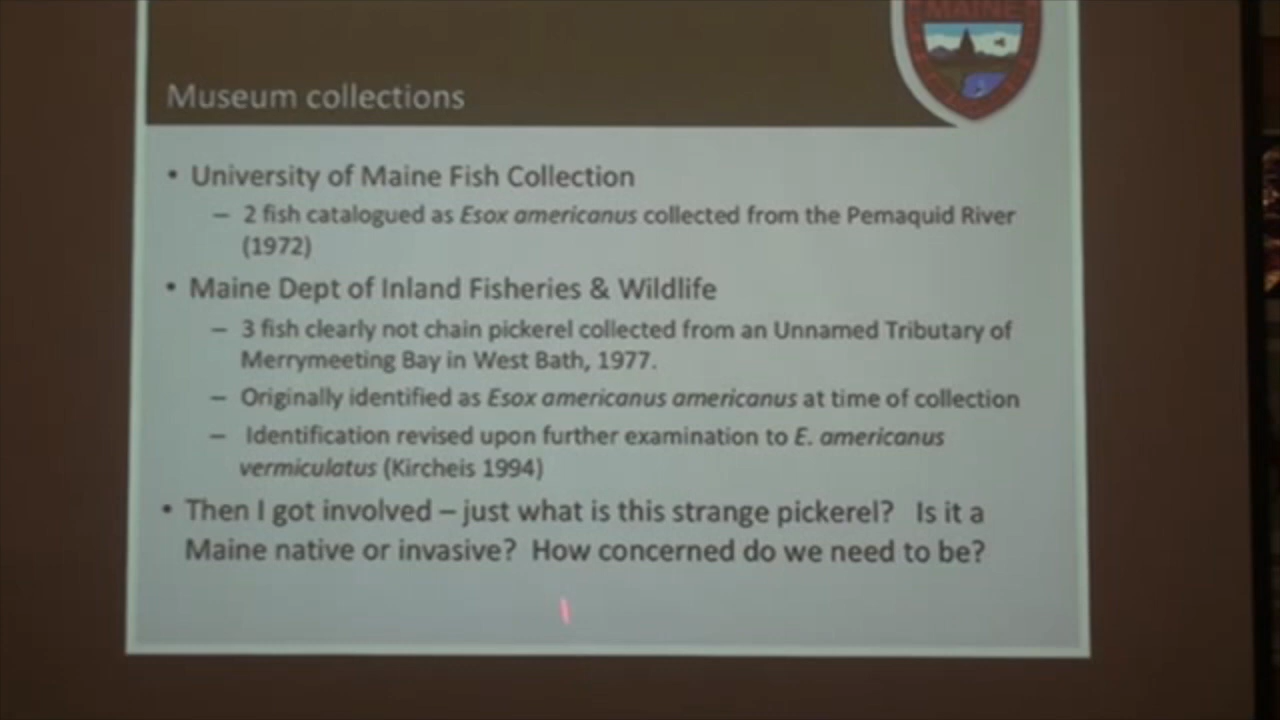 MAINE
Museum collections
• University of Maine Fish Collection
– 2 fish catalogued as Esox americanus collected from the Pemaquid River
(1972)
• Maine Dept of Inland Fisheries & Wildlife
– 3 fish clearly not chain pickerel collected from an Unnamed Tributary of
Merrymeeting Bay in West Bath, 1977.
– Originally identified as Esox americanus americanus at time of collection
– Identification revised upon further examination to E. americanus
vermiculatus (Kircheis 1994)
• Then I got involved – just what is this strange pickerel? Is it a
Maine native or invasive? How concerned do we need to be?